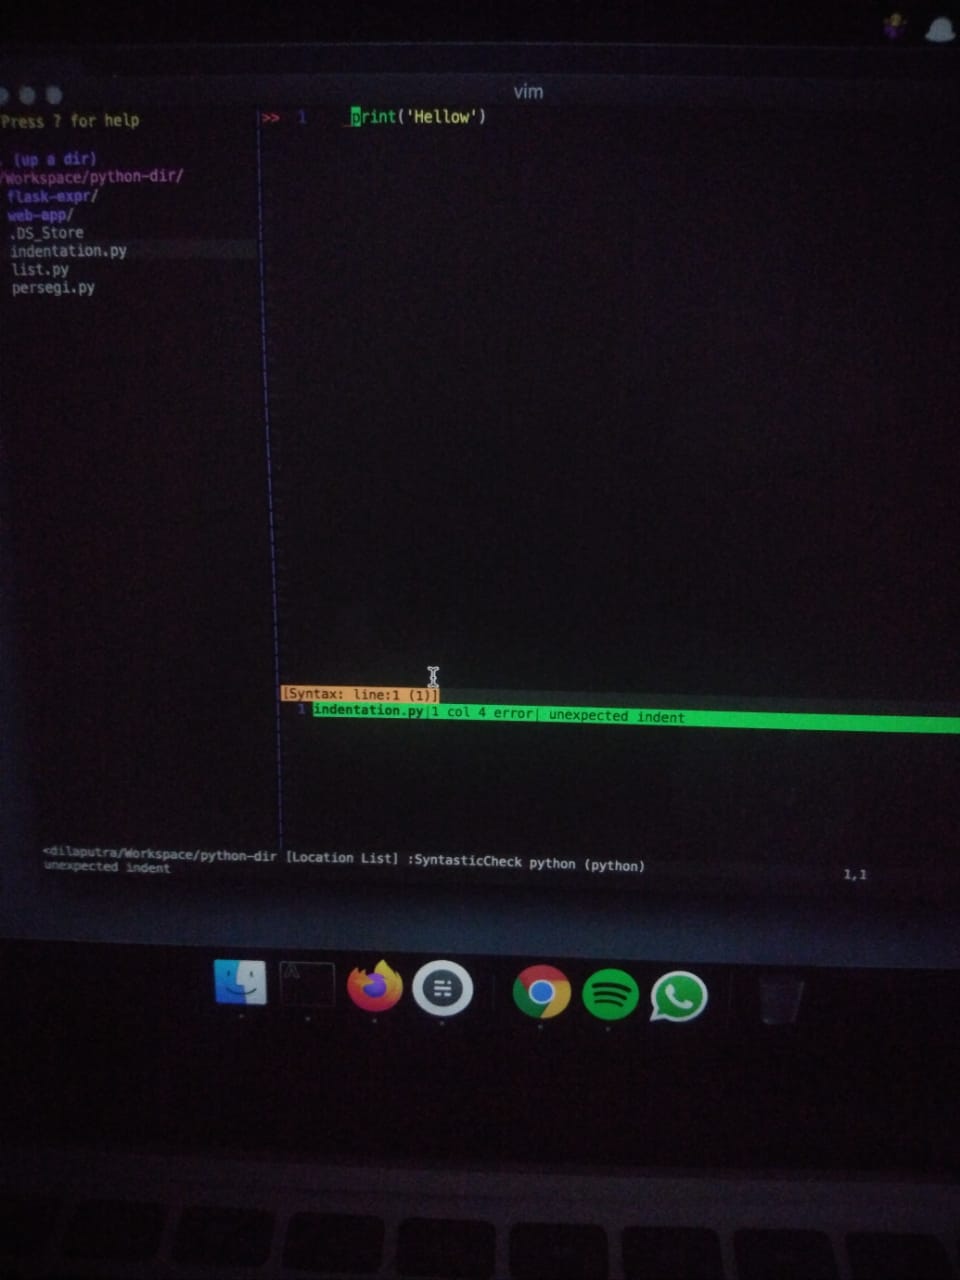 vim
Press ? for help
>> 1 print('Hellow')
(up a dir)
/Workspace/python-dir/
flask-expr/
web-app/
.DS_Store
indentation.py
list.py
persegi.py
[Syntax: line:1 (1)]
1 indentation.py|1 col 4 error| unexpected indent
<dilaputra/Workspace/python-dir [Location List] :SyntasticCheck python (python)
unexpected indent
1,1